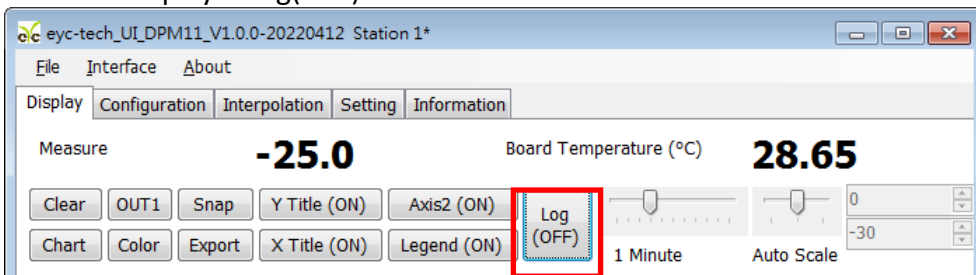 eyc-tech_UI_DPM11_V1.0.0-20220412 Station 1*
File Interface About
Display Configuration Interpolation Setting Information
Measure -25.0 Board Temperature (°C) 28.65
Clear OUT1 Snap Y Title (ON) Axis2 (ON) Log (OFF) 0
Chart Color Export X Title (ON) Legend (ON) 1 Minute Auto Scale -30